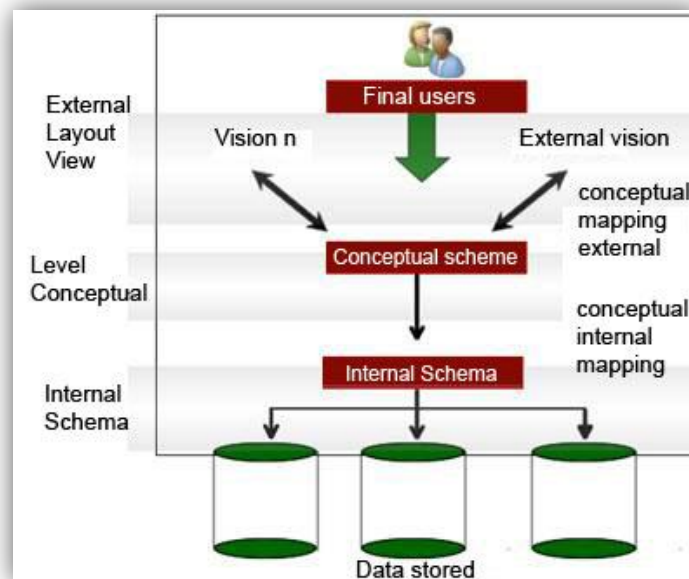 Final users
External
Layout
View
Vision n
External vision
conceptual
mapping
external
Level
Conceptual
Conceptual scheme
conceptual
internal
mapping
Internal Schema
Internal
Schema
Data stored